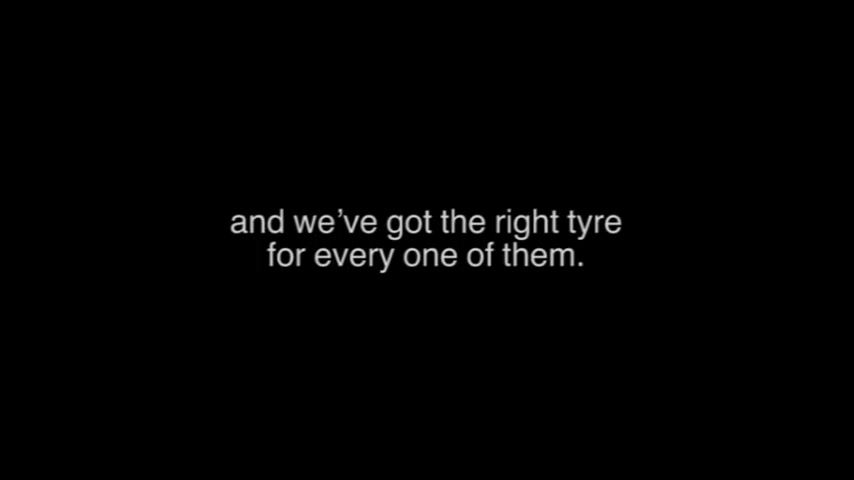 and we’ve got the right tyre
for every one of them.